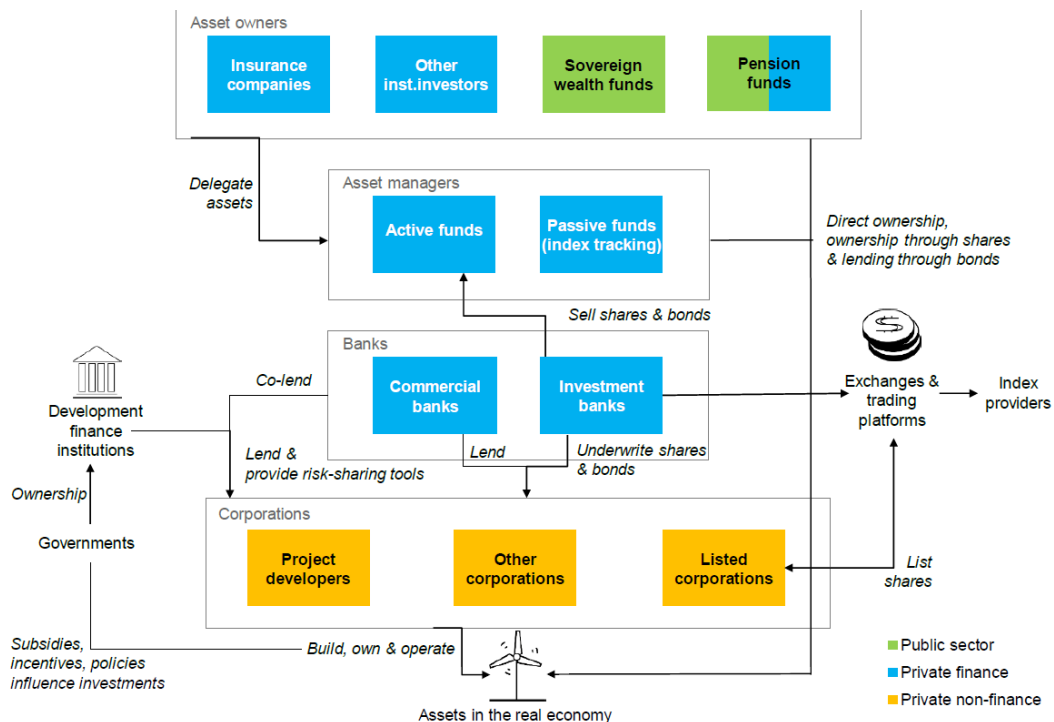 Asset owners
Insurance
companies
Other
inst.investors
Sovereign
wealth funds
Pension
funds
Delegate
assets
Asset managers
Active funds
Passive funds
(index tracking)
Direct ownership,
ownership through shares
& lending through bonds
Sell shares & bonds
Banks
Commercial
banks
Investment
banks
Co-lend
Exchanges &
trading
platforms
Index
providers
Development
finance
institutions
Lend &
provide risk-sharing tools
Lend
Underwrite shares
& bonds
Ownership
Corporations
Governments
Project
developers
Other
corporations
Listed
corporations
List
shares
Subsidies,
incentives, policies
influence investments
Build, own & operate
Public sector
Private finance
Private non-finance
Assets in the real economy